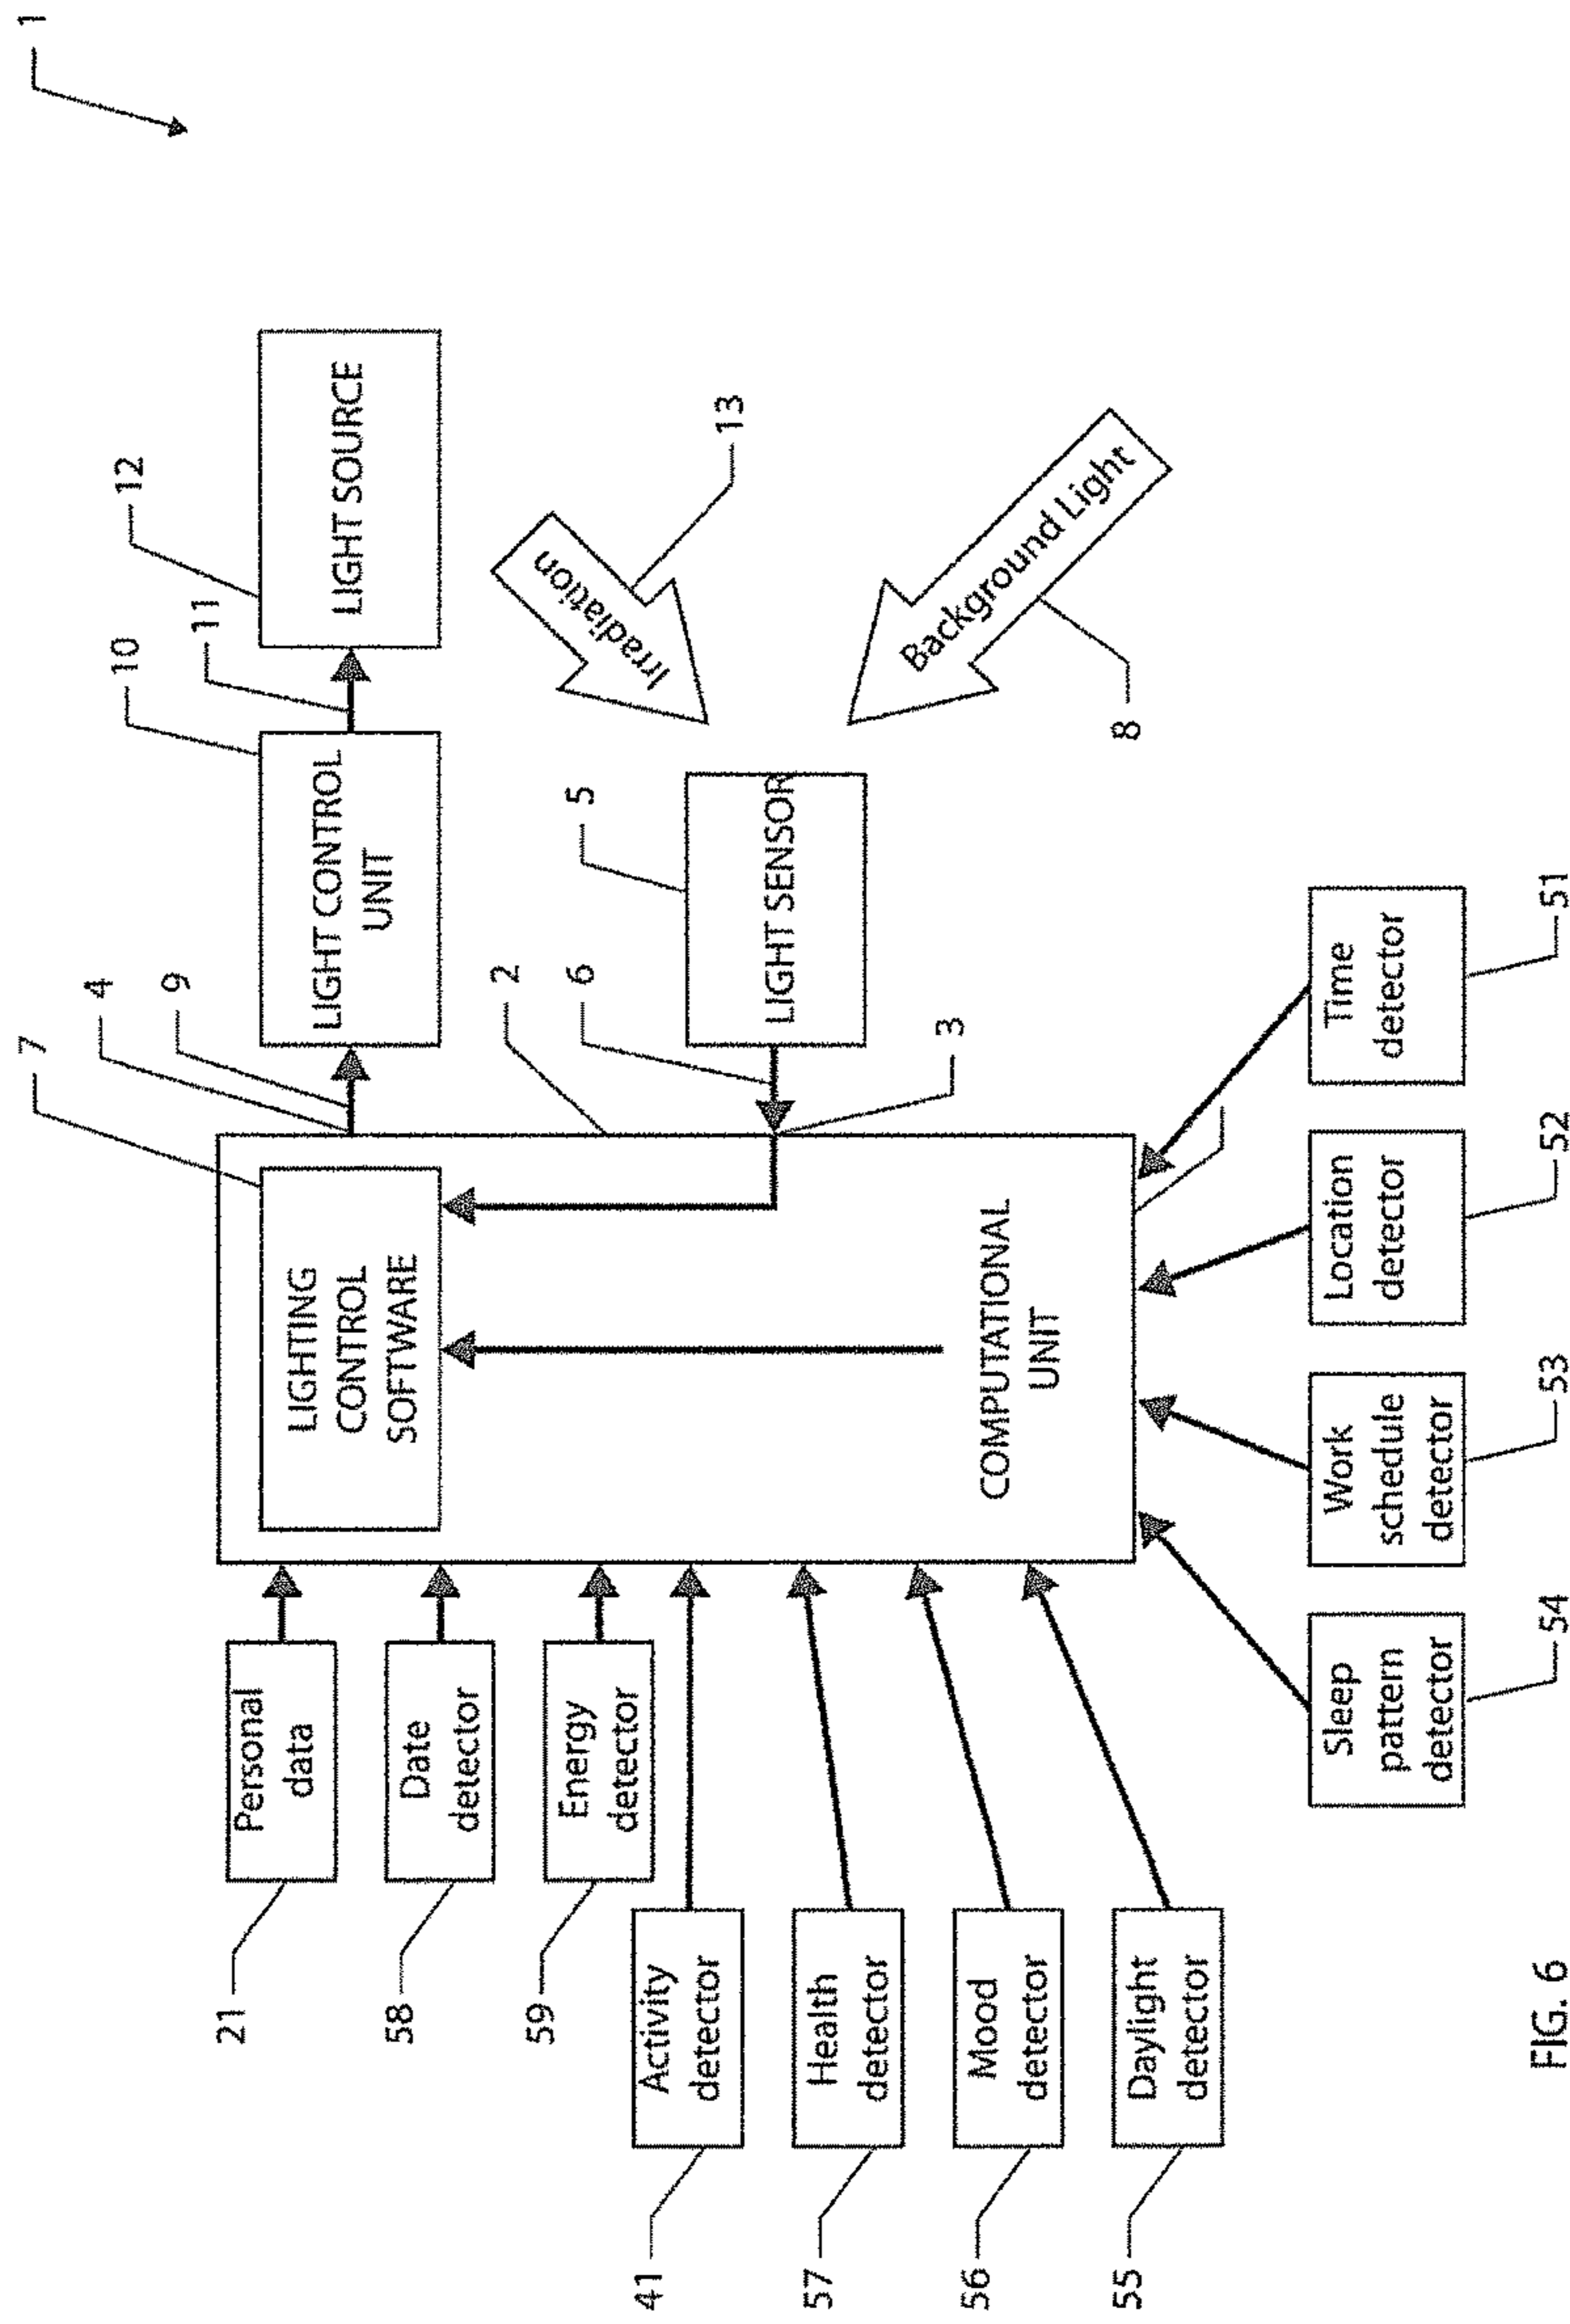 1
12
LIGHT SOURCE
10
11
LIGHT CONTROL
UNIT
Irradiation
13
Background Light
8
5
LIGHT SENSOR
7
4
9
2
6
3
LIGHTING
CONTROL
SOFTWARE
COMPUTATIONAL
UNIT
Time
detector
51
Location
detector
52
Work
schedule
detector
53
Sleep
pattern
detector
54
Personal
data
21
Date
detector
58
Energy
detector
59
Activity
detector
41
Health
detector
57
Mood
detector
56
Daylight
detector
55
FIG. 6